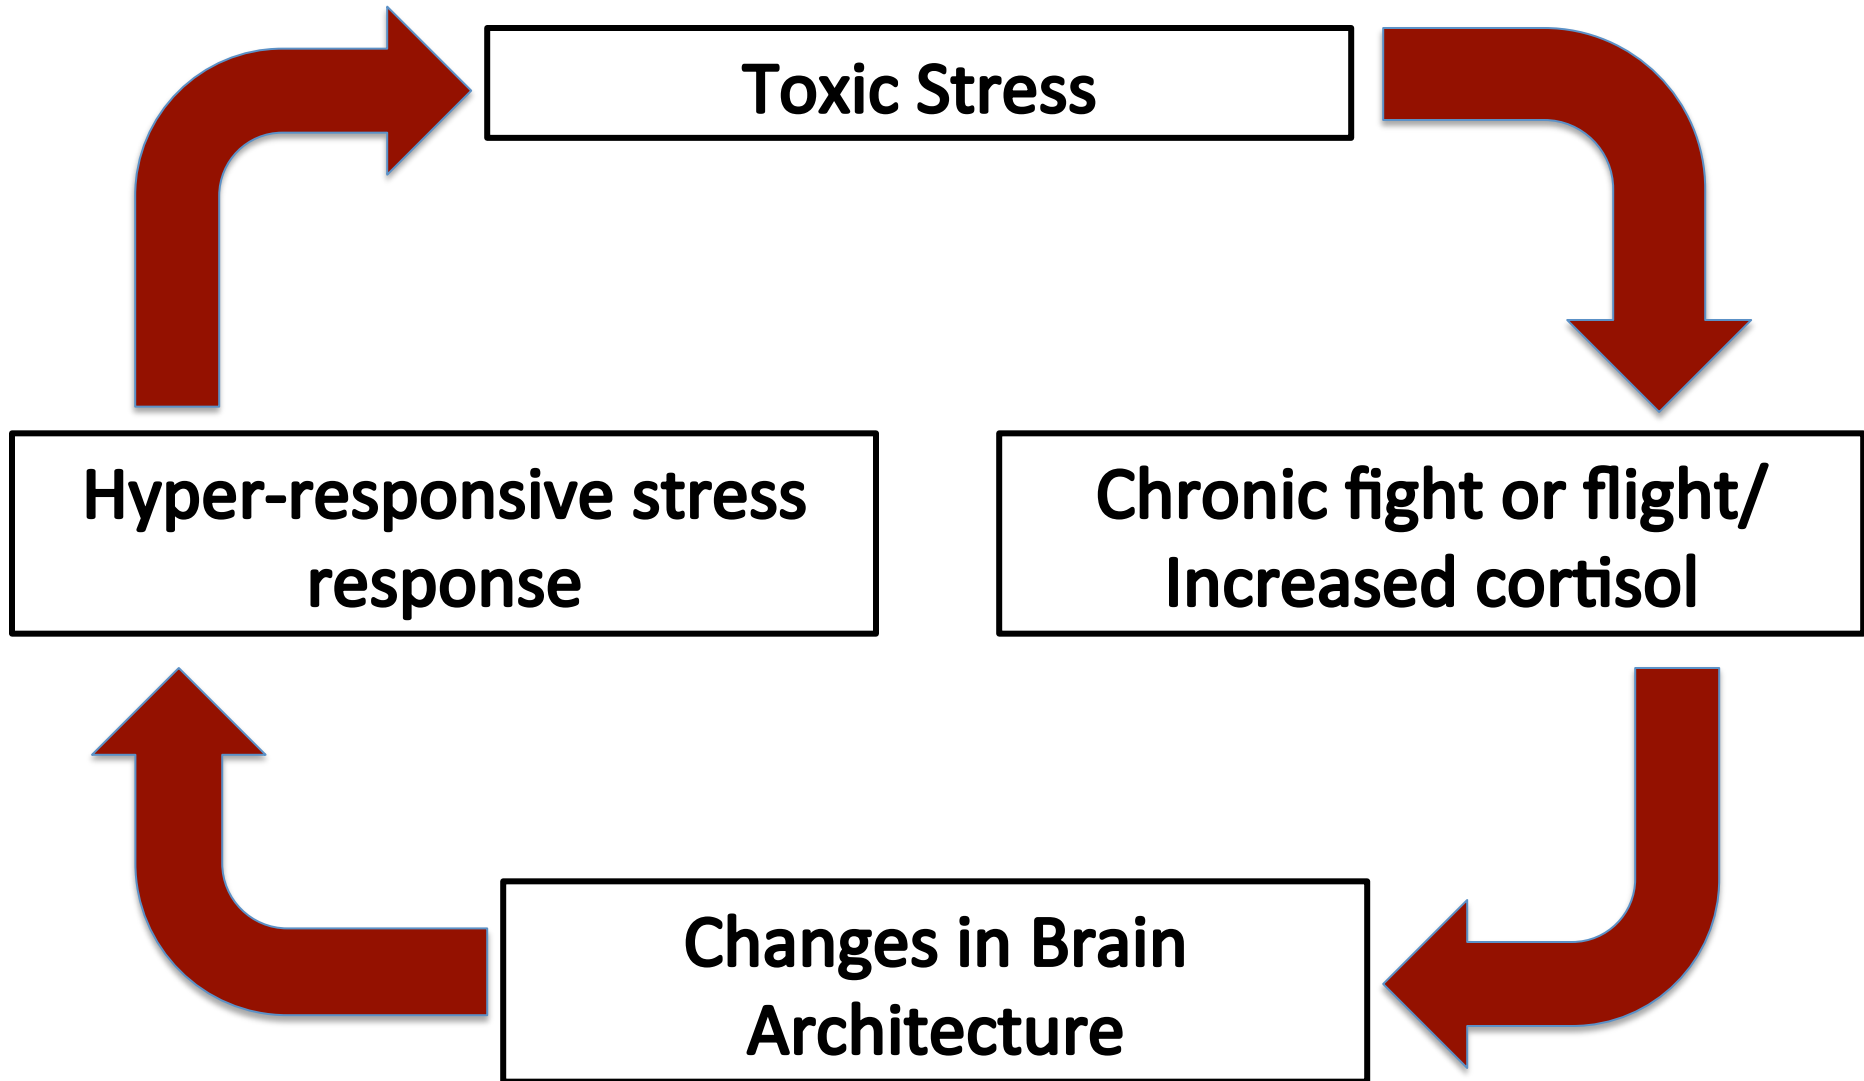 Toxic Stress
Hyper-responsive stress
response
Chronic fight or flight/
Increased cortisol
Changes in Brain
Architecture